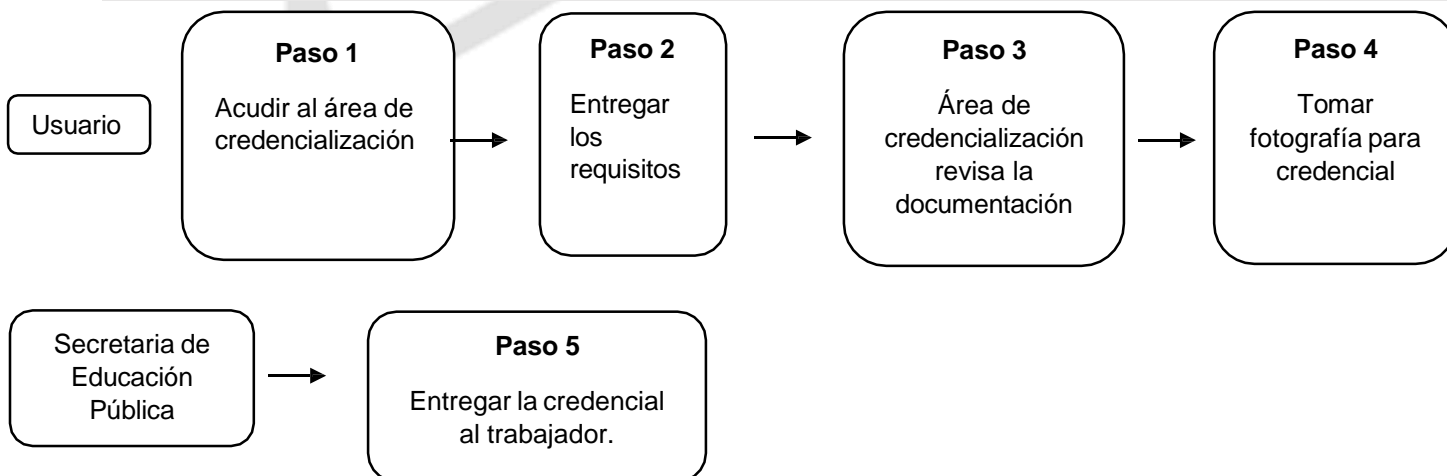 Usuario
Paso 1
Acudir al área de
credencialización
Paso 2
Entregar
los
requisitos
Paso 3
Área de
credencialización
revisa la
documentación
Paso 4
Tomar
fotografía para
credencial
Secretaria de
Educación
Pública
Paso 5
Entregar la credencial
al trabajador.